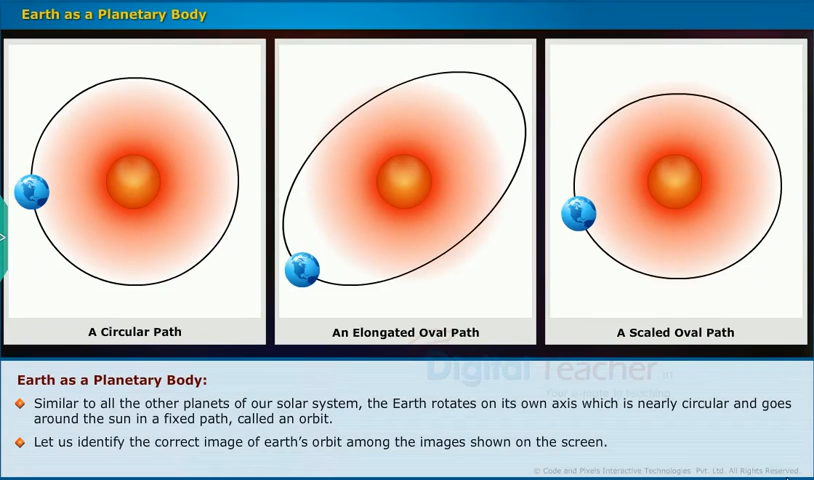 Earth as a Planetary Body
A Circular Path
An Elongated Oval Path
A Scaled Oval Path
Digital Teacher
Earth as a Planetary Body:
Similar to all the other planets of our solar system, the Earth rotates on its own axis which is nearly circular and goes
around the sun in a fixed path, called an orbit.
Let us identify the correct image of earth's orbit among the images shown on the screen.
© Code and Pixels Interactive Technologies Pvt. Ltd. All Rights Reserved.